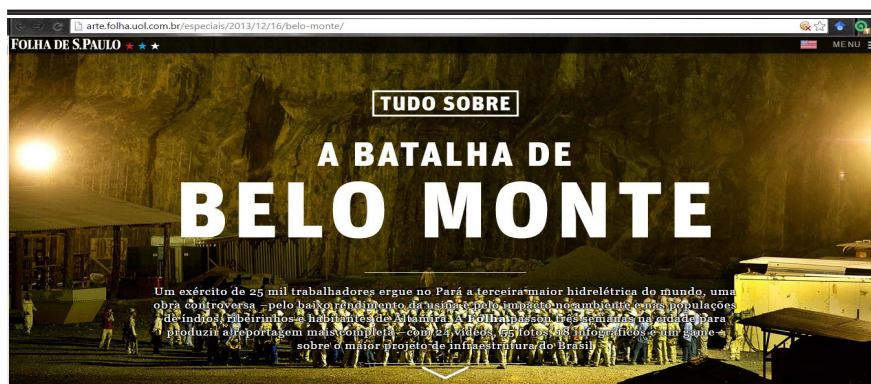 arte.folha.uol.com.br/especiais/2013/12/16/belo-monte/
FOLHA DE S.PAULO ★ ★ ★
MENU
TUDO SOBRE
A BATALHA DE
BELO MONTE
Um exército de 25 mil trabalhadores ergue no Pará a terceira maior hidrelétrica do mundo, uma
obra controversa –pelo baixo rendimento da usina e pelo impacto no ambiente e nas populações
de índios, ribeirinhos e habitantes de Altamira. A Folha passou três semanas na cidade para
produzir a reportagem mais completa –com 24 vídeos, 55 fotos, 18 infográficos e um game–
sobre o maior projeto de infraestrutura do Brasil